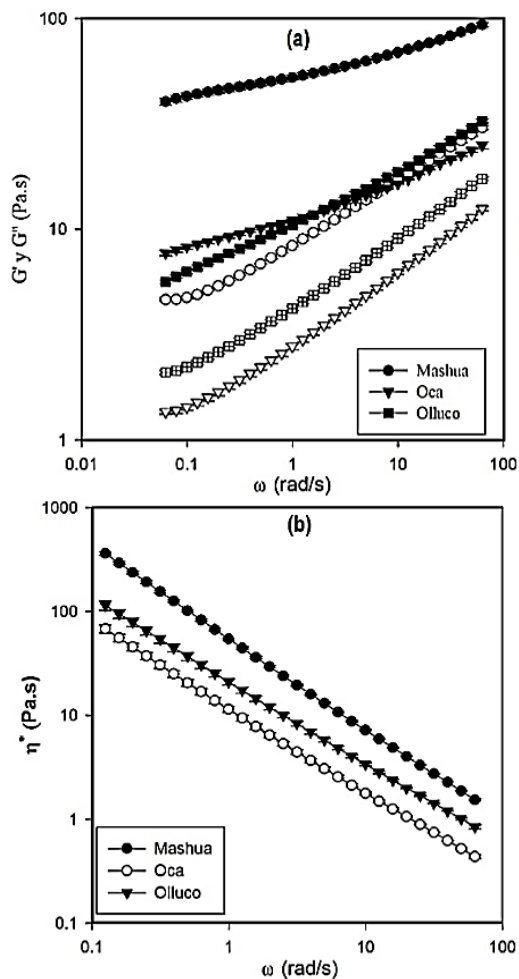 (a)
100
10
1
G' y G'' (Pa.s)
Mashua
Oca
Olluco
0.01 0.1 1 10 100
ω (rad/s)
(b)
1000
100
10
1
0.1
η* (Pa.s)
Mashua
Oca
Olluco
0.1 1 10 100
ω (rad/s)